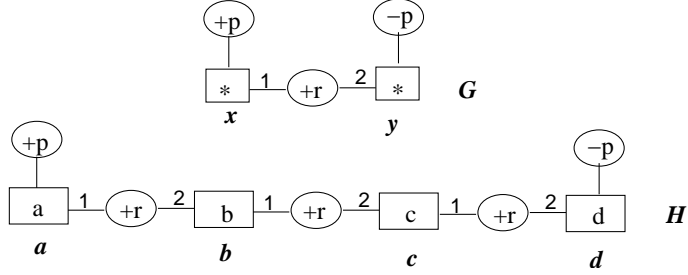 +p −p
* 1 +r 2 * G
x y
+p −p
a 1 +r 2 b 1 +r 2 c 1 +r 2 d H
a b c d